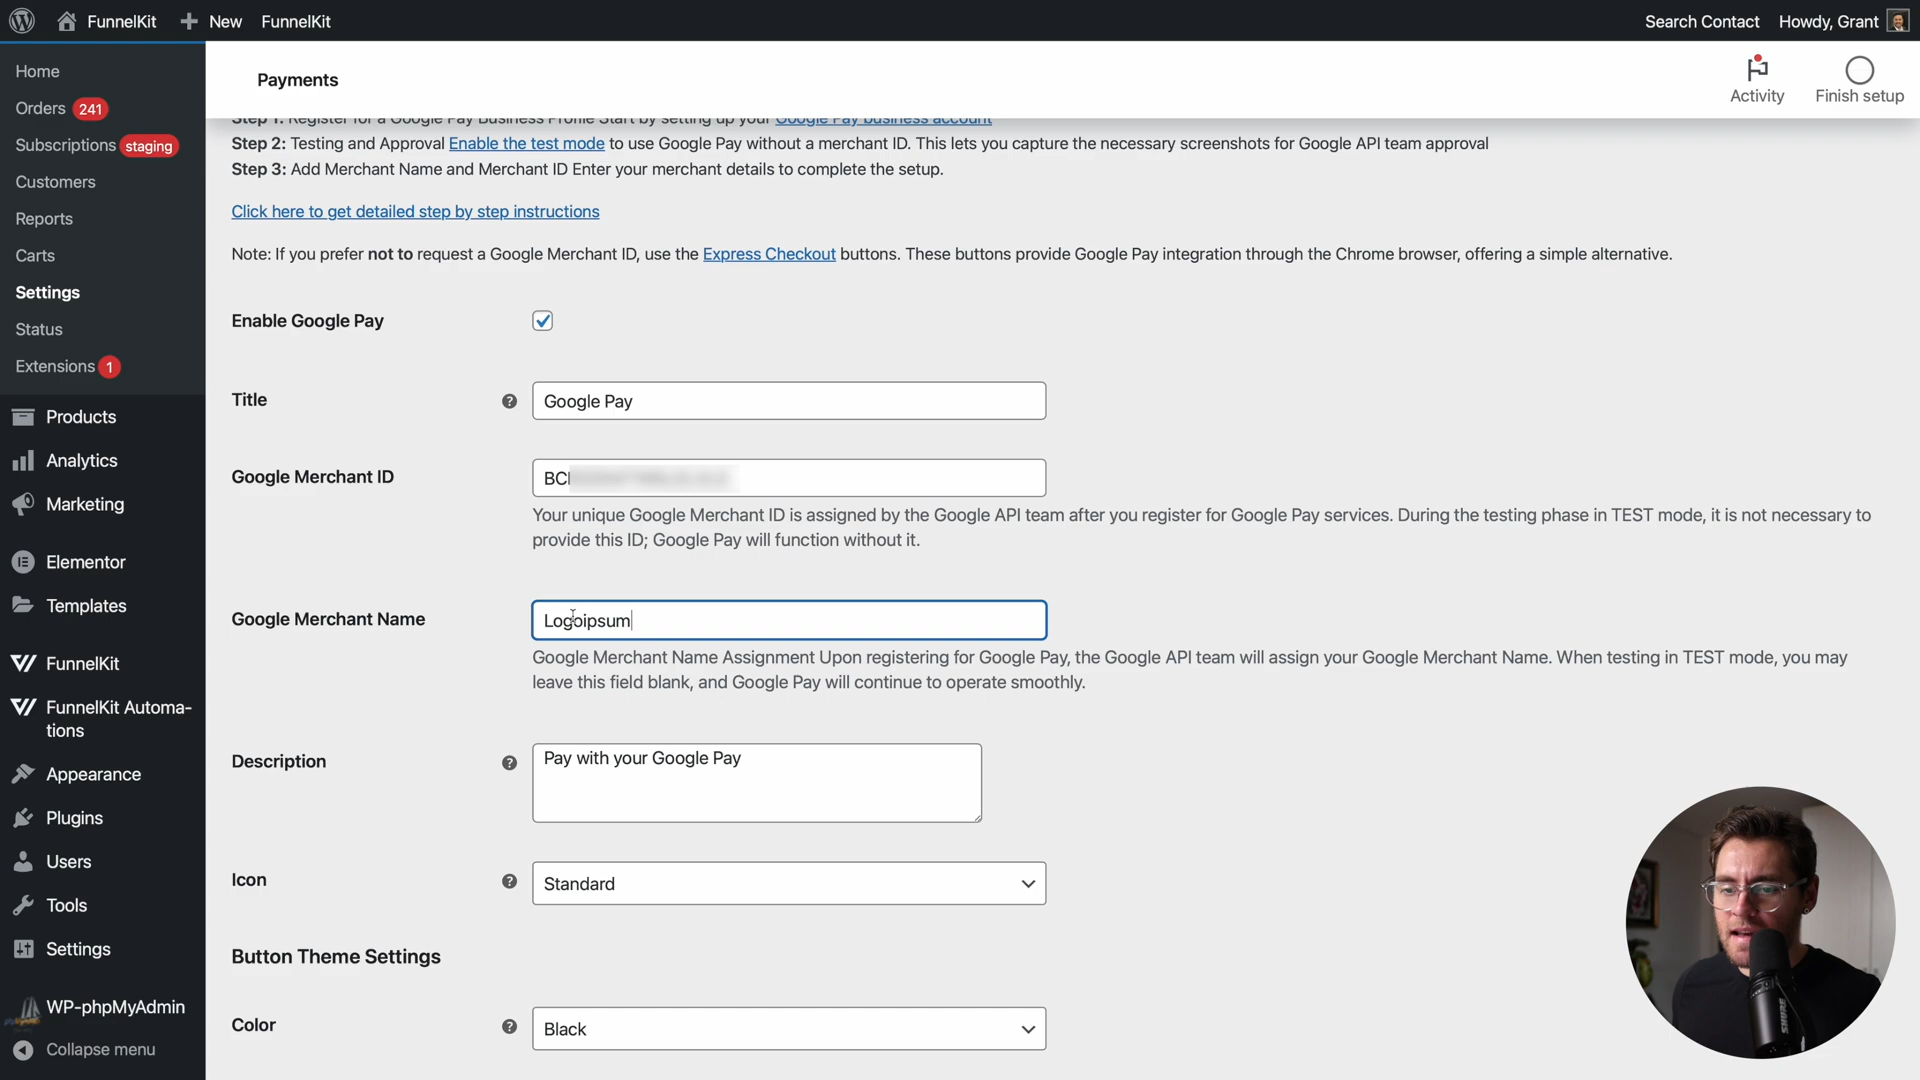 FunnelKit New FunnelKit Search Contact Howdy, Grant
Payments
Activity
Finish setup
Home
Orders 241
Subscriptions staging
Customers
Reports
Carts
Settings
Status
Extensions 1
Products
Analytics
Marketing
Elementor
Templates
FunnelKit
FunnelKit Automa-
tions
Appearance
Plugins
Users
Tools
Settings
WP-phpMyAdmin
Collapse menu
Step 1: Register for a Google Pay Business Profile Start by setting up your Google Pay business account
Step 2: Testing and Approval Enable the test mode to use Google Pay without a merchant ID. This lets you capture the necessary screenshots for Google API team approval
Step 3: Add Merchant Name and Merchant ID Enter your merchant details to complete the setup.
Click here to get detailed step by step instructions
Note: If you prefer not to request a Google Merchant ID, use the Express Checkout buttons. These buttons provide Google Pay integration through the Chrome browser, offering a simple alternative.
Enable Google Pay
Title
Google Pay
Google Merchant ID
Your unique Google Merchant ID is assigned by the Google API team after you register for Google Pay services. During the testing phase in TEST mode, it is not necessary to
provide this ID; Google Pay will function without it.
Google Merchant Name
Logoipsum
Google Merchant Name Assignment Upon registering for Google Pay, the Google API team will assign your Google Merchant Name. When testing in TEST mode, you may
leave this field blank, and Google Pay will continue to operate smoothly.
Description
Pay with your Google Pay
Icon
Standard
Button Theme Settings
Color
Black
SHURE